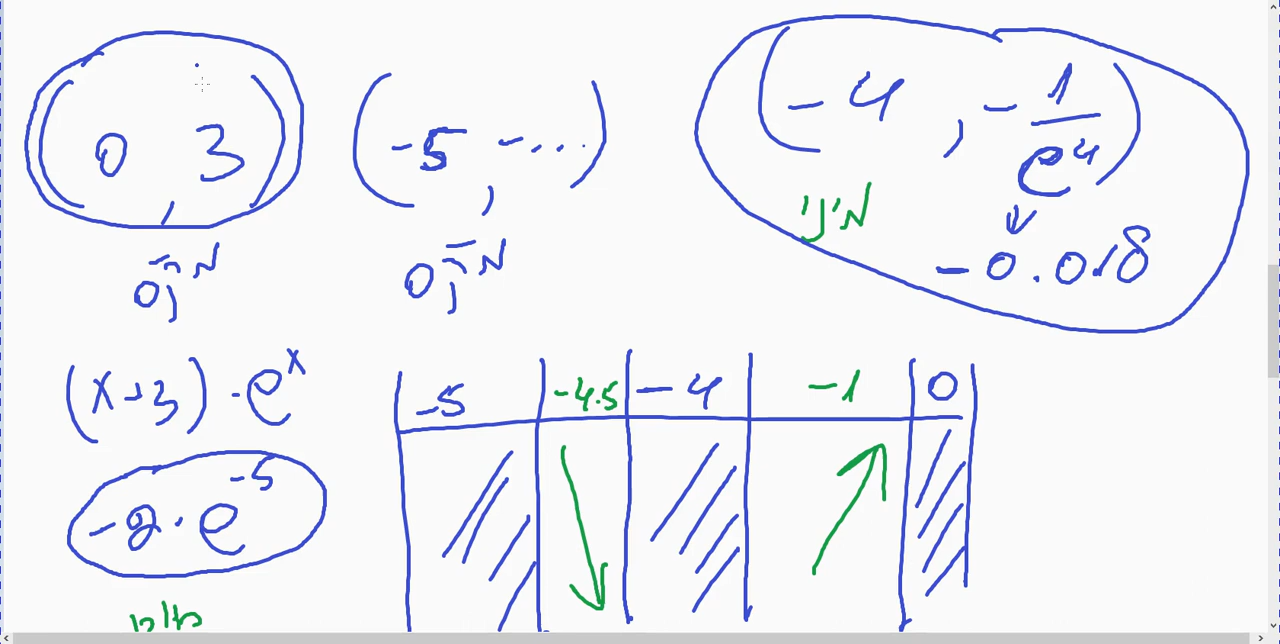 (0, 3) (-5, -...) (-4, -1/e^4)
מקס מקס מינ'
-0.018
(x+3)·e^x
-5 -4.5 -4 -1 0
-2·e^-5